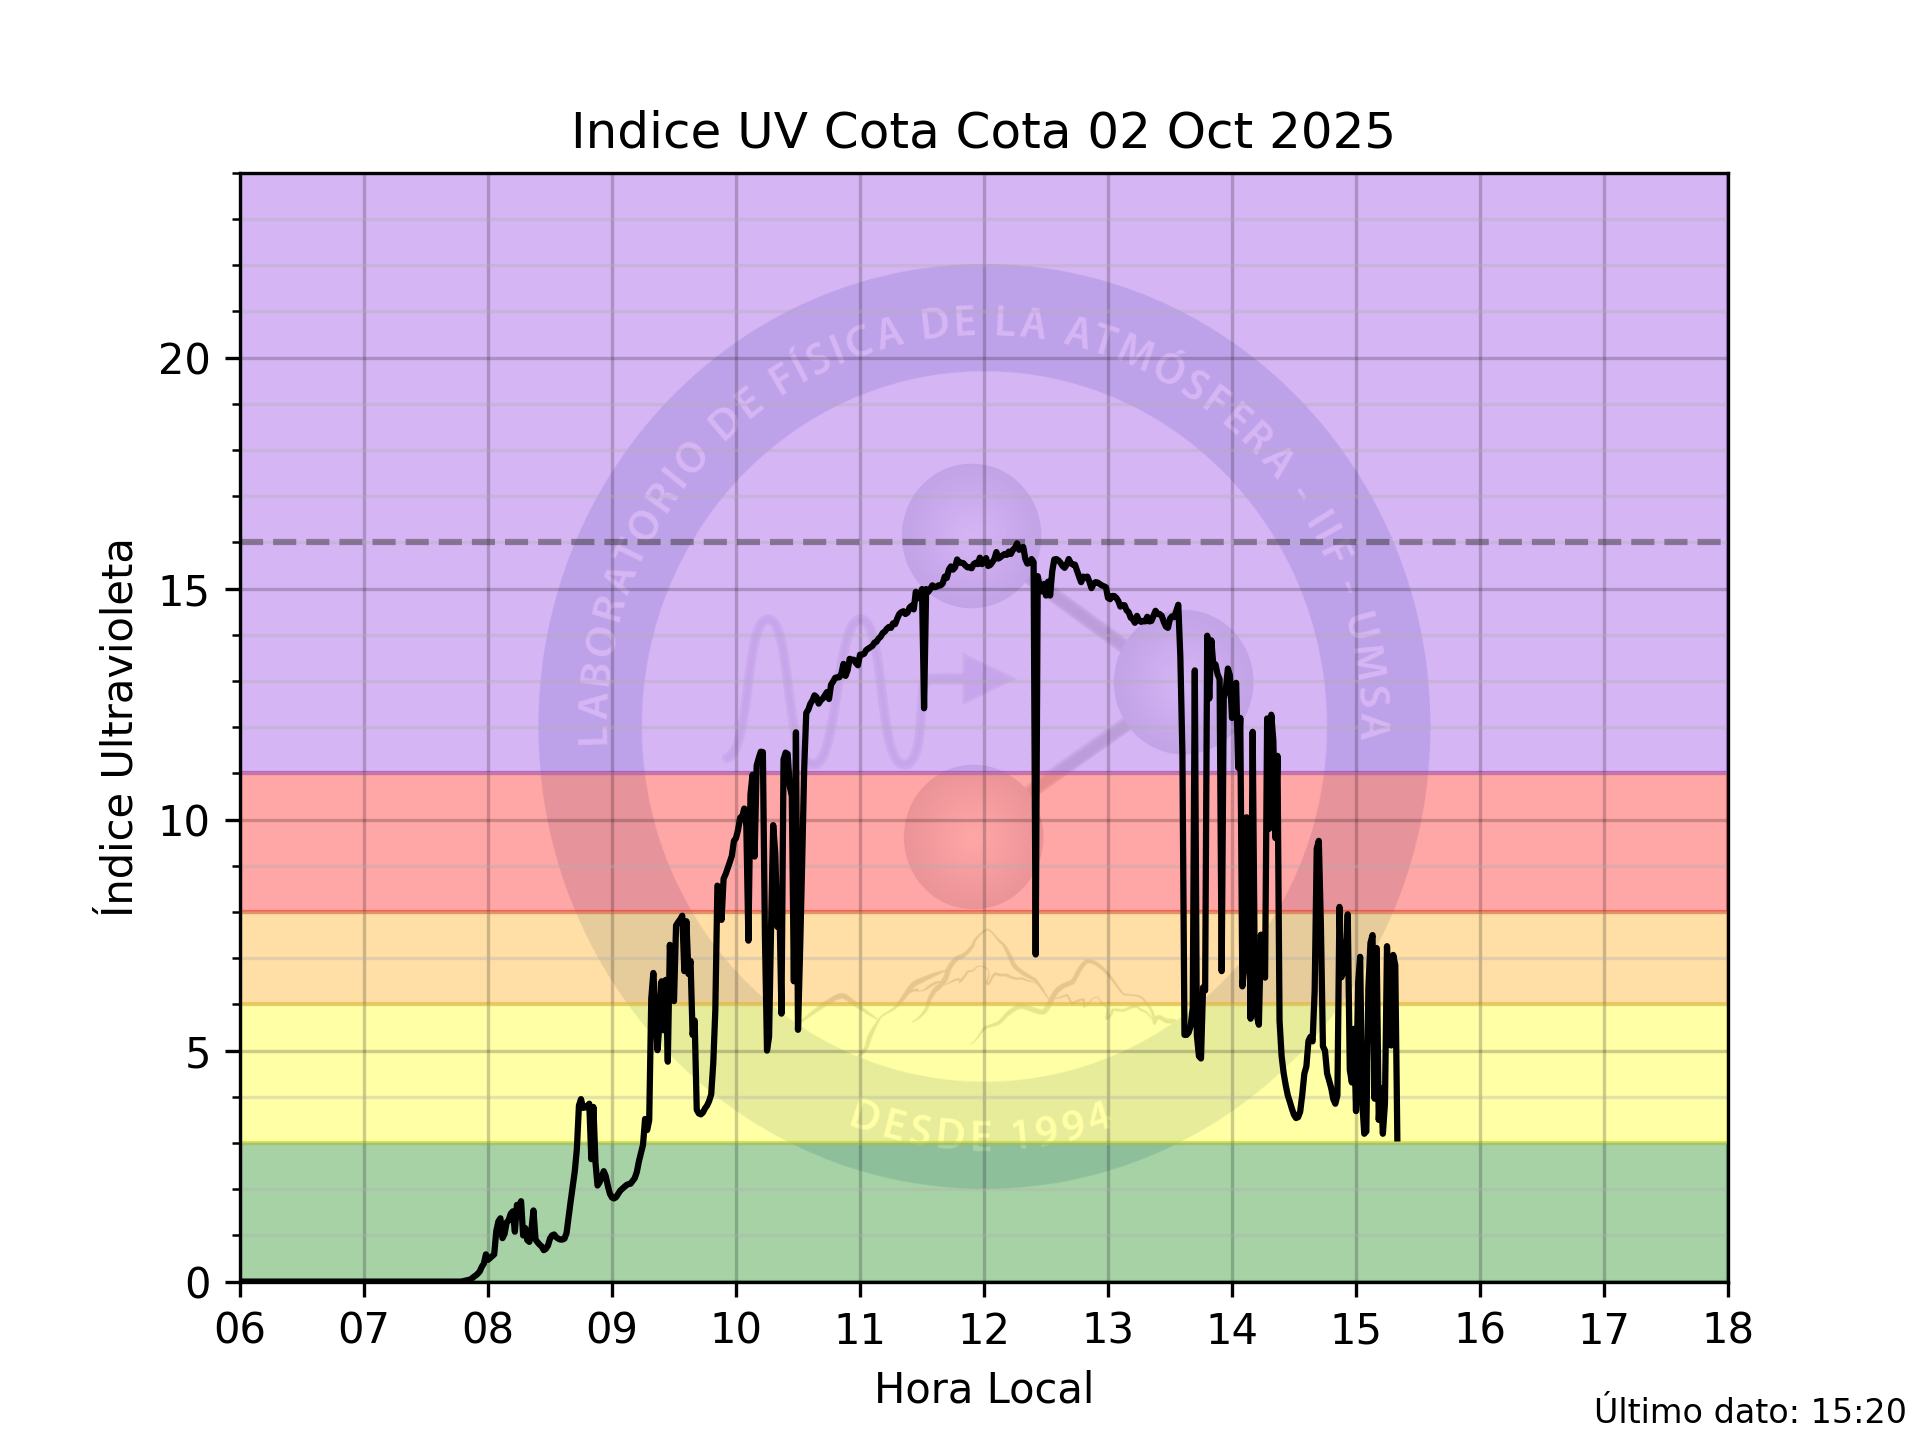 Indice UV Cota Cota 02 Oct 2025
LABORATORIO DE FÍSICA DE LA ATMÓSFERA - IIF - UMSA
DESDE 1994
Índice Ultravioleta
20
15
10
5
0
06 07 08 09 10 11 12 13 14 15 16 17 18
Hora Local
Último dato: 15:20